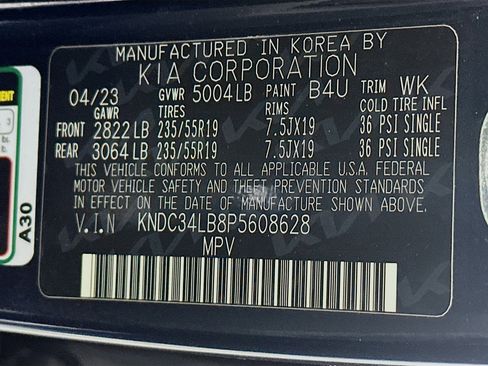 MANUFACTURED IN KOREA BY
KIA CORPORATION
04/23 GVWR 5004LB PAINT B4U TRIM WK
GAWR TIRES RIMS COLD TIRE INFL
FRONT 2822LB 235/55R19 7.5JX19 36 PSI SINGLE
REAR 3064LB 235/55R19 7.5JX19 36 PSI SINGLE
THIS VEHICLE CONFORMS TO ALL APPLICABLE U.S.A. FEDERAL
MOTOR VEHICLE SAFETY AND THEFT PREVENTION STANDARDS
IN EFFECT ON THE DATE OF MANUFACTURE SHOWN ABOVE.
V.I.N KNDC34LB8P5608628
MPV
A30